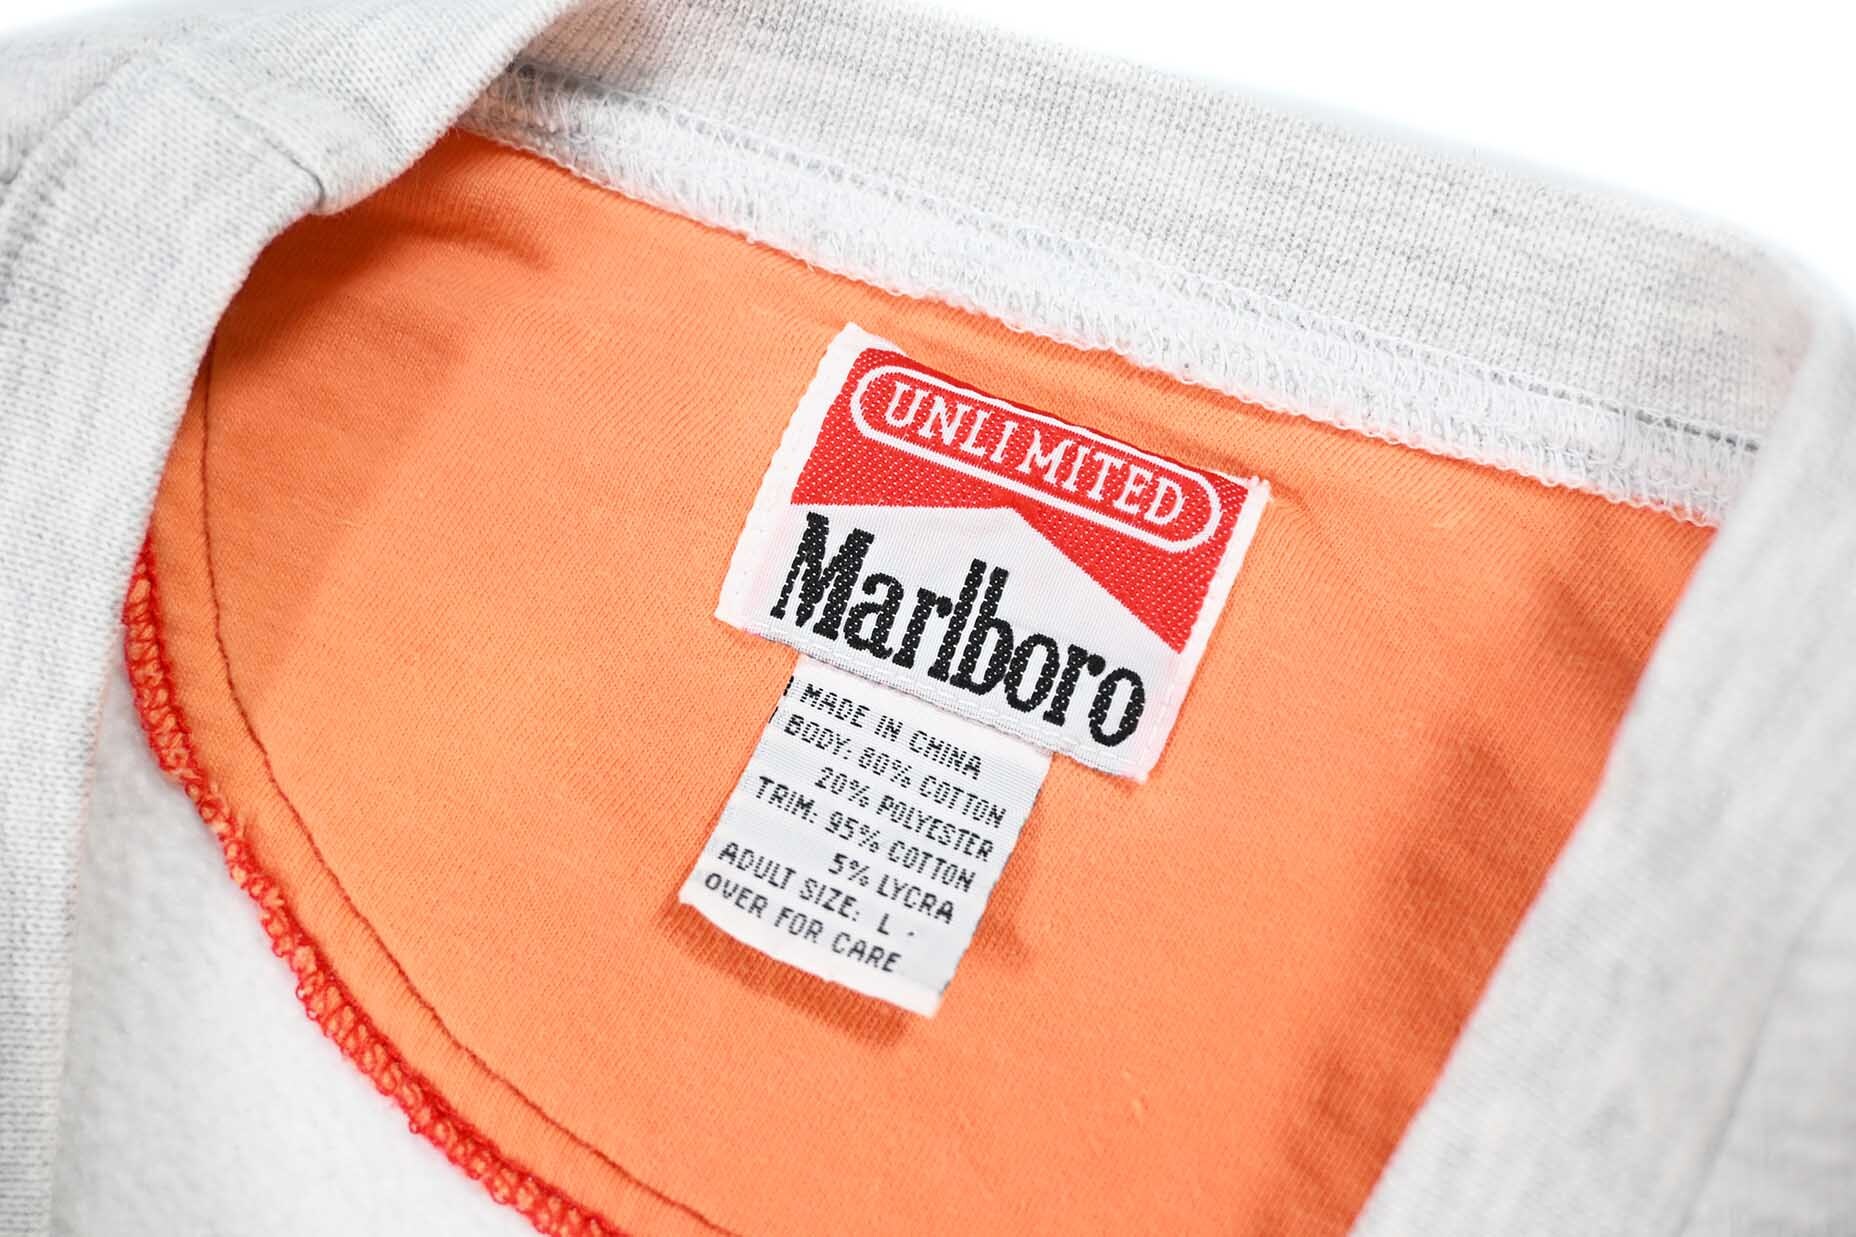 UNLIMITED
Marlboro
MADE IN CHINA
BODY: 80% COTTON
20% POLYESTER
TRIM: 95% COTTON
5% LYCRA
ADULT SIZE: L
OVER FOR CARE